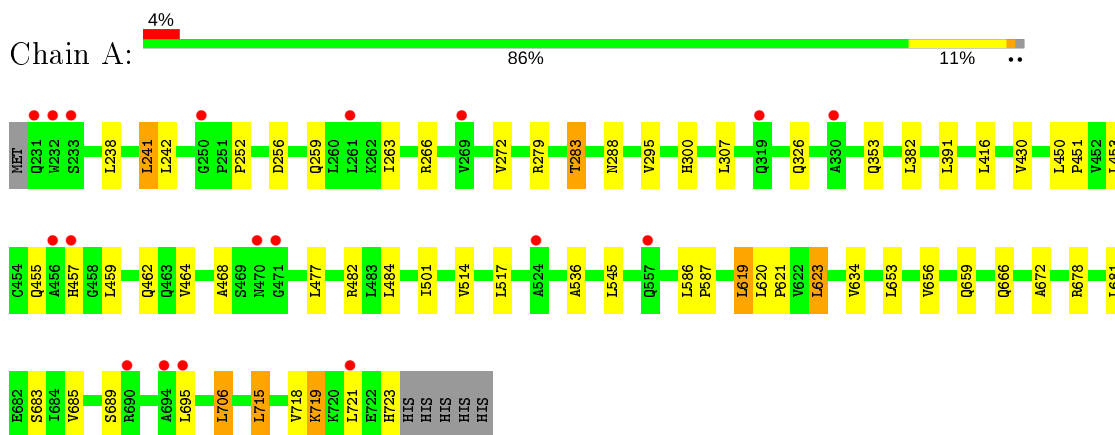 4%
Chain A:
86%
11%
MET Q231 W232 S233 L238 L241 L242 G250 P251 P252 D256 Q259 L260 L261 K262 I263 R266 V269 V272 R279 T283 N288 V295 H300 L307 Q319 Q326 A330 Q353 L382 L391 L416 V430 L450 P451 V452 L453
C454 Q455 A456 H457 G458 L459 Q462 Q463 V464 A468 S469 N470 G471 L477 R482 L483 L484 I501 V514 L517 A524 A536 L545 Q557 L586 P587 L619 L620 P621 V622 L623 V634 L653 V656 Q659 Q666 A672 R678 L681
E682 S683 I684 V685 S689 R690 A694 L695 L706 L715 V718 K719 K720 L721 E722 H723 HIS HIS HIS HIS HIS